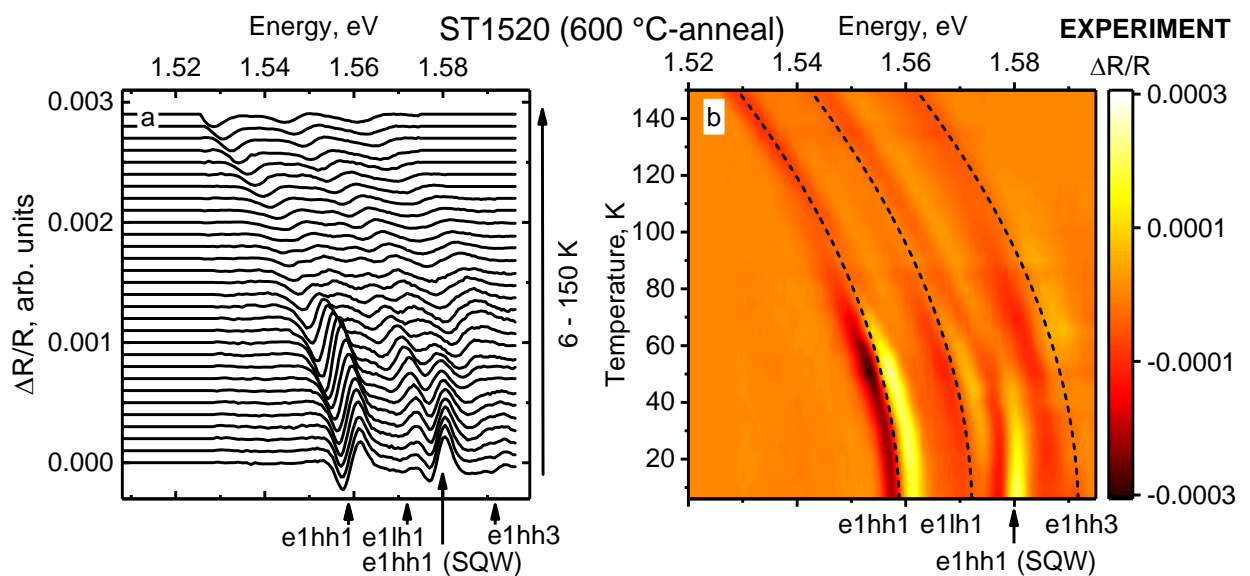 Energy, eV
ST1520 (600 °C-anneal)
Energy, eV
EXPERIMENT
1.52 1.54 1.56 1.58
1.52 1.54 1.56 1.58
ΔR/R
a
b
0.003
0.002
0.001
0.000
ΔR/R, arb. units
6 - 150 K
e1hh1
e1lh1
e1hh3
e1hh1 (SQW)
Temperature, K
140
120
100
80
60
40
20
e1hh1
e1lh1
e1hh3
e1hh1 (SQW)
0.0003
0.0001
-0.0001
-0.0003